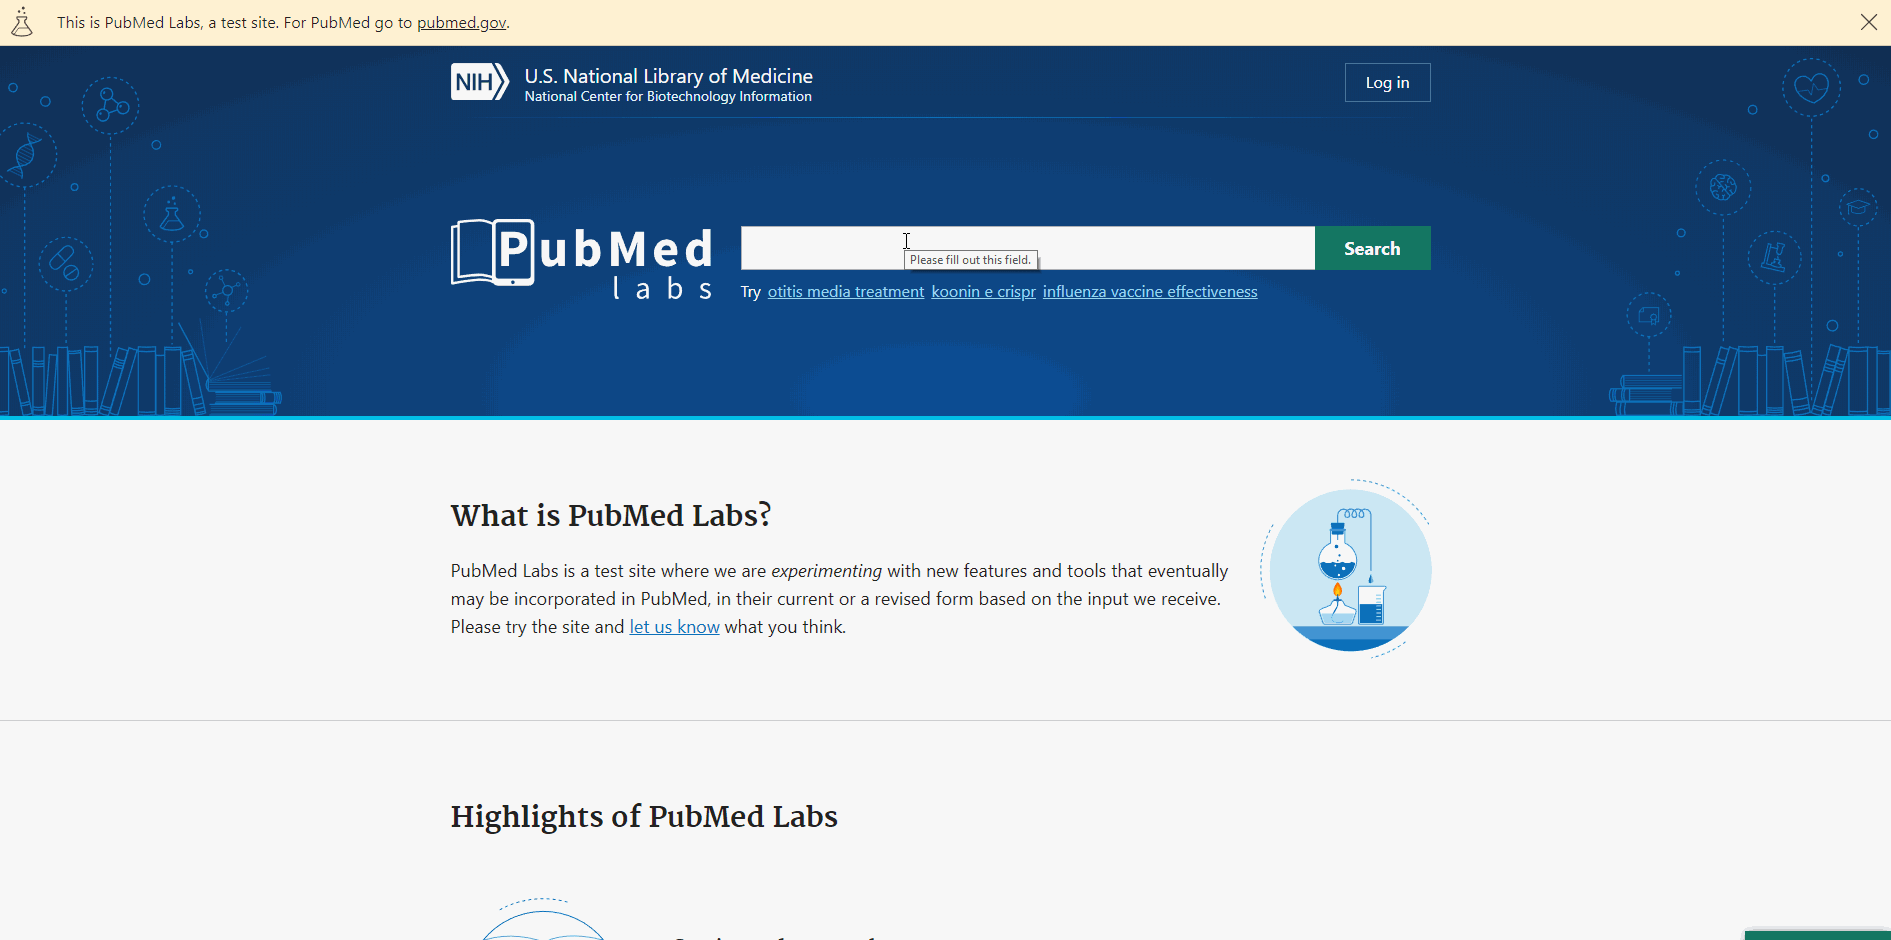 This is PubMed Labs, a test site. For PubMed go to pubmed.gov.
NIH U.S. National Library of Medicine
National Center for Biotechnology Information
Log in
PubMed
labs
Search
Please fill out this field.
Try otitis media treatment koonin e crispr influenza vaccine effectiveness
What is PubMed Labs?
PubMed Labs is a test site where we are experimenting with new features and tools that eventually
may be incorporated in PubMed, in their current or a revised form based on the input we receive.
Please try the site and let us know what you think.
Highlights of PubMed Labs